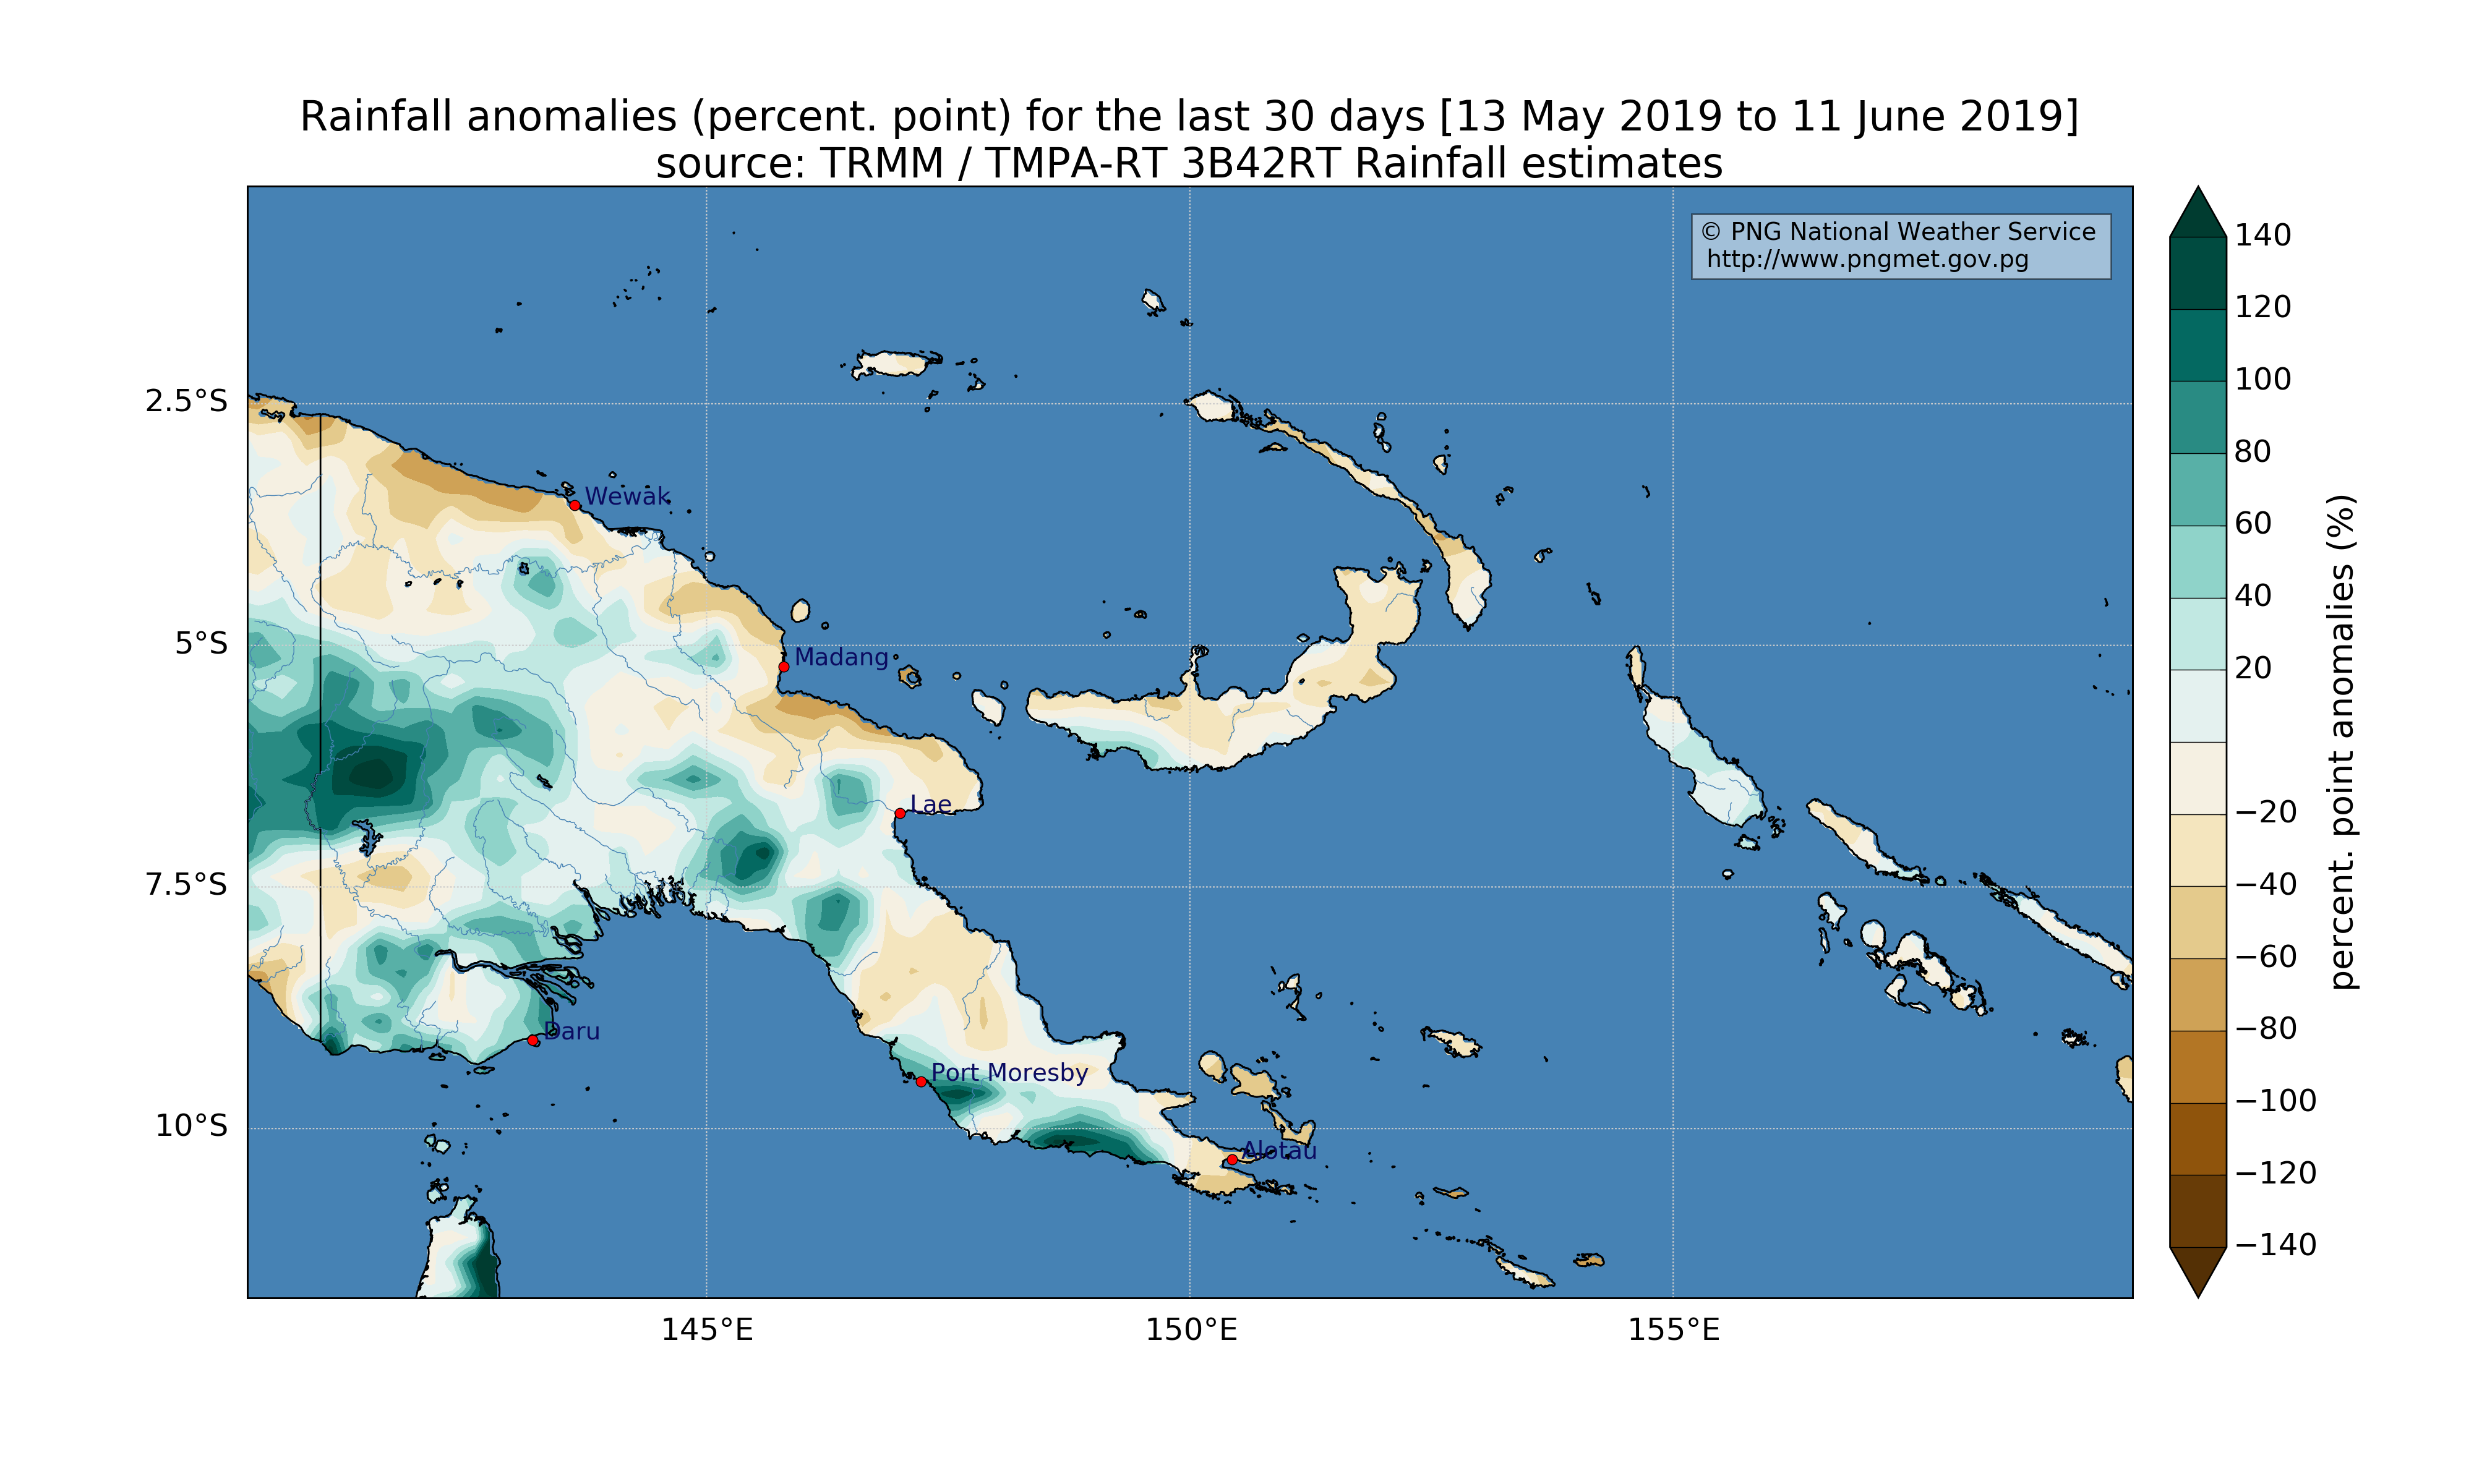 Rainfall anomalies (percent. point) for the last 30 days [13 May 2019 to 11 June 2019]
source: TRMM / TMPA-RT 3B42RT Rainfall estimates
© PNG National Weather Service
http://www.pngmet.gov.pg
2.5°S
5°S
7.5°S
10°S
Wewak
Madang
Lae
Daru
Port Moresby
Alotau
145°E
150°E
155°E
140
120
100
80
60
40
20
−20
−40
−60
−80
−100
−120
−140
percent. point anomalies (%)